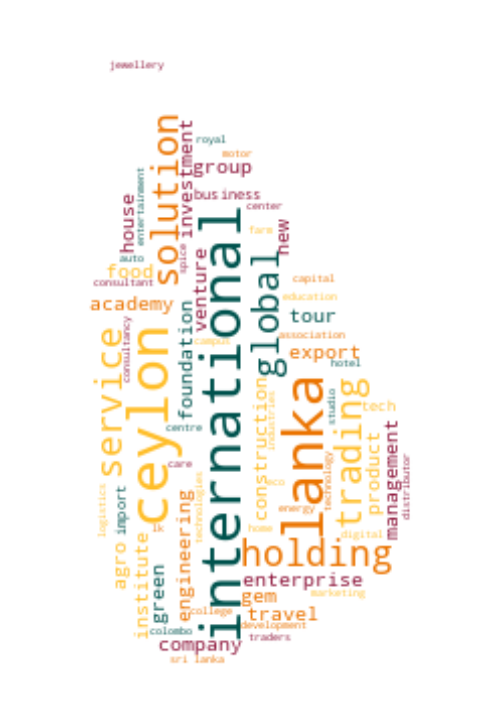 jewellery
solution
investment
royal
motor
group
entertainment
house
business
center
international
farm
new
auto
spice
venture
global
food
consultant
capital
education
academy
foundation
tour
consultancy
service
ceylon
campus
association
export
hotel
lanka
construction
industries
trading
studio
tech
centre
management
product
care
distributor
technology
technologies
eco
logistics
import
lk
engineering
energy
home
digital
agro
institute
holding
green
enterprise
gem
marketing
college
travel
colombo
development
traders
company
sri lanka